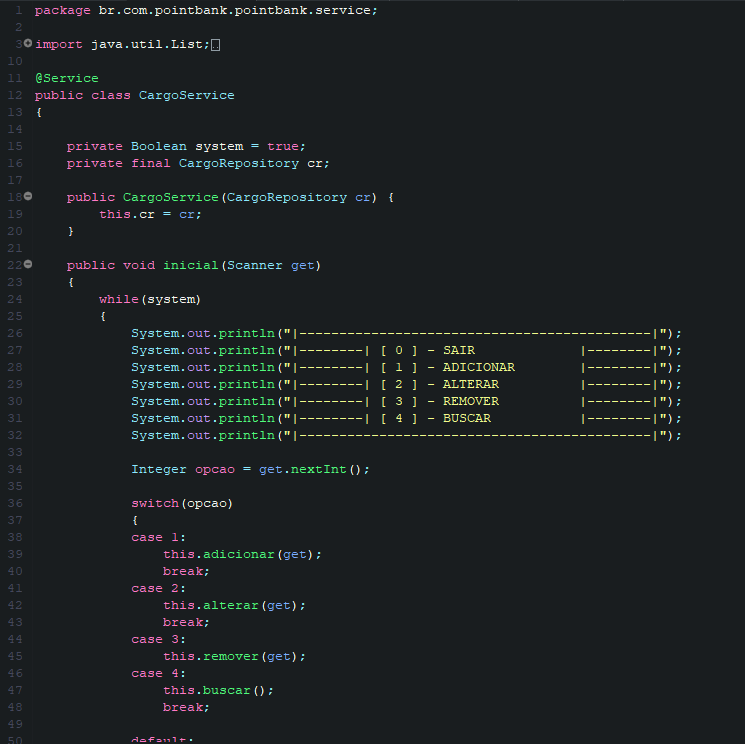 1 package br.com.pointbank.pointbank.service;
2
3 import java.util.List;
10
11 @Service
12 public class CargoService
13 {
14
15     private Boolean system = true;
16     private final CargoRepository cr;
17
18     public CargoService(CargoRepository cr) {
19         this.cr = cr;
20     }
21
22     public void inicial(Scanner get)
23     {
24         while(system)
25         {
26             System.out.println("|--------------------------------------------|");
27             System.out.println("|--------| [ 0 ] - SAIR             |--------|");
28             System.out.println("|--------| [ 1 ] - ADICIONAR        |--------|");
29             System.out.println("|--------| [ 2 ] - ALTERAR          |--------|");
30             System.out.println("|--------| [ 3 ] - REMOVER          |--------|");
31             System.out.println("|--------| [ 4 ] - BUSCAR           |--------|");
32             System.out.println("|--------------------------------------------|");
33
34             Integer opcao = get.nextInt();
35
36             switch(opcao)
37             {
38             case 1:
39                 this.adicionar(get);
40                 break;
41             case 2:
42                 this.alterar(get);
43                 break;
44             case 3:
45                 this.remover(get);
46             case 4:
47                 this.buscar();
48                 break;
49
50             default: